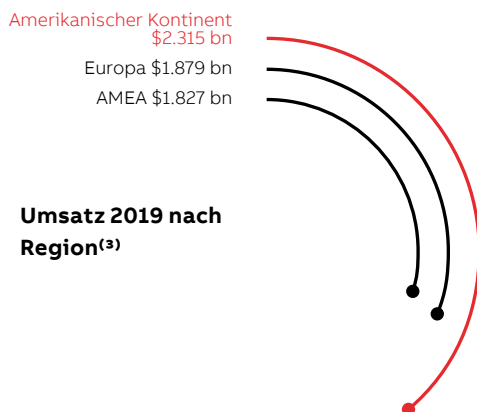 Amerikanischer Kontinent
$2.315 bn
Europa $1.879 bn
AMEA $1.827 bn
Umsatz 2019 nach
Region⁽³⁾